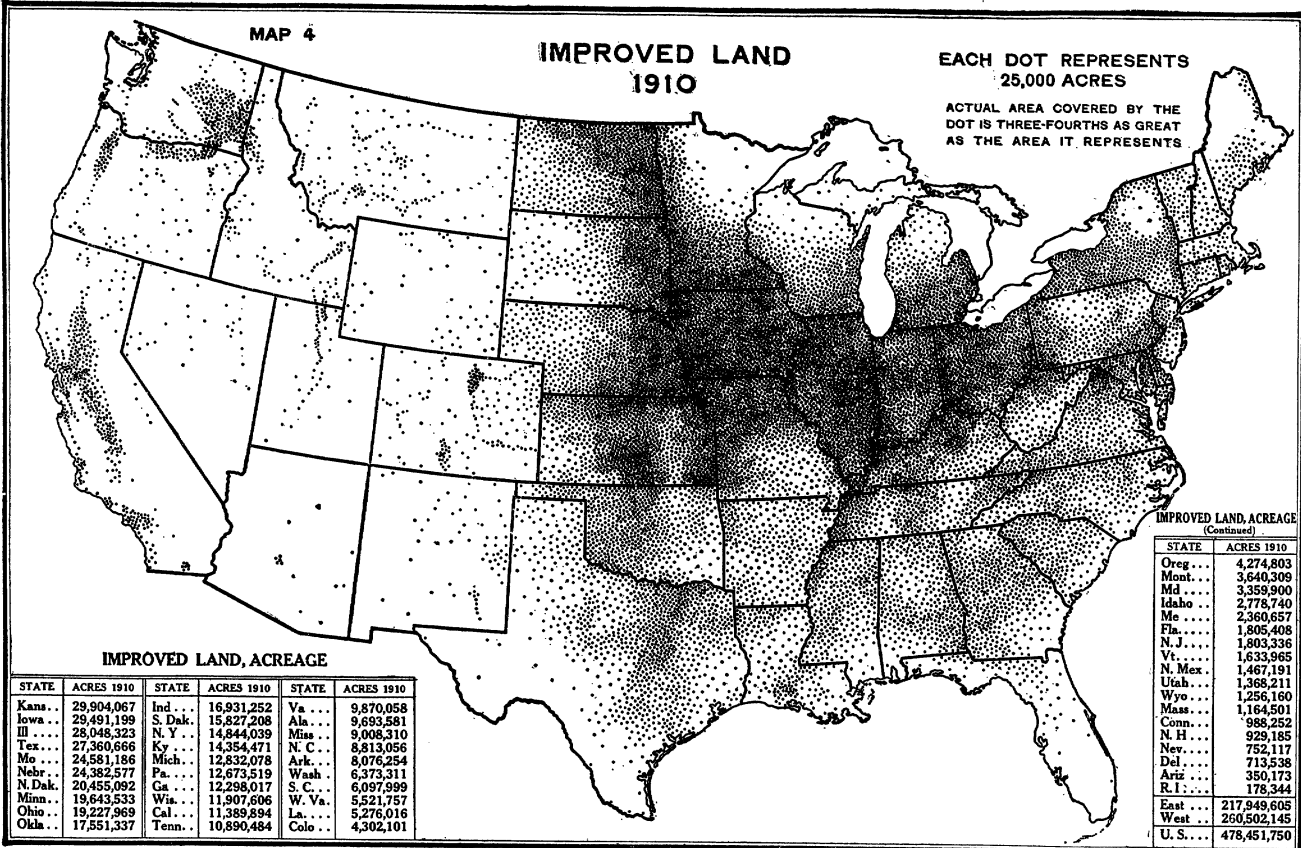 MAP 4
IMPROVED LAND
1910
EACH DOT REPRESENTS
25,000 ACRES
ACTUAL AREA COVERED BY THE
DOT IS THREE-FOURTHS AS GREAT
AS THE AREA IT REPRESENTS
IMPROVED LAND, ACREAGE
STATE ACRES 1910 STATE ACRES 1910 STATE ACRES 1910
Kans.. 29,904,067 Ind ... 16,931,252 Va .... 9,870,058
Iowa .. 29,491,199 S. Dak. 15,827,208 Ala ... 9,693,581
Ill .... 28,048,323 N. Y .. 14,844,039 Miss .. 9,008,310
Tex... 27,360,666 Ky ... 14,354,471 N. C .. 8,813,056
Mo ... 24,581,186 Mich.. 12,832,078 Ark... 8,076,254
Nebr.. 24,382,577 Pa.... 12,673,519 Wash . 6,373,311
N. Dak. 20,455,092 Ga ... 12,298,017 S. C... 6,097,999
Minn.. 19,643,533 Wis... 11,907,606 W. Va. 5,521,757
Ohio.. 19,227,969 Cal ... 11,389,894 La.... 5,276,016
Okla.. 17,551,337 Tenn.. 10,890,484 Colo .. 4,302,101
IMPROVED LAND, ACREAGE
(Continued)
STATE ACRES 1910
Oreg... 4,274,803
Mont... 3,640,309
Md .... 3,359,900
Idaho .. 2,778,740
Me .... 2,360,657
Fla.... 1,805,408
N. J.... 1,803,336
Vt..... 1,633,965
N. Mex. 1,467,191
Utah... 1,368,211
Wyo ... 1,256,160
Mass... 1,164,501
Conn... 988,252
N. H ... 929,185
Nev.... 752,117
Del .... 713,538
Ariz ... 350,173
R. I .... 178,344
East ... 217,949,605
West .. 260,502,145
U. S.... 478,451,750